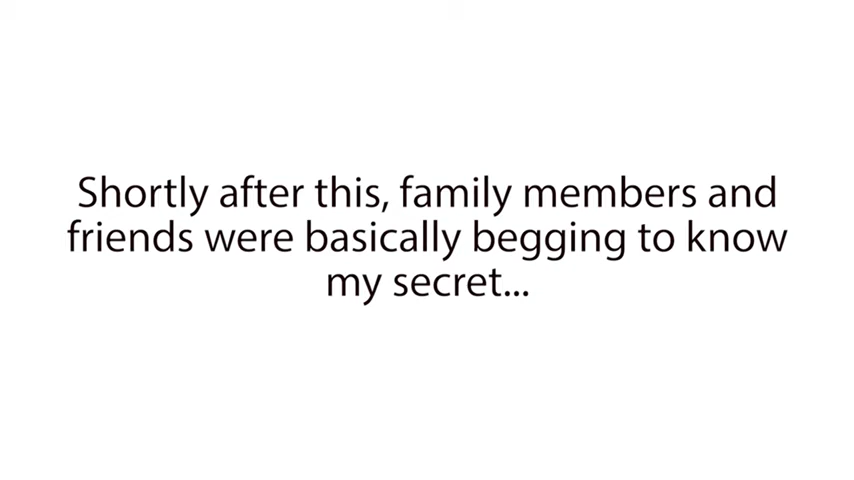 Shortly after this, family members and
friends were basically begging to know
my secret...